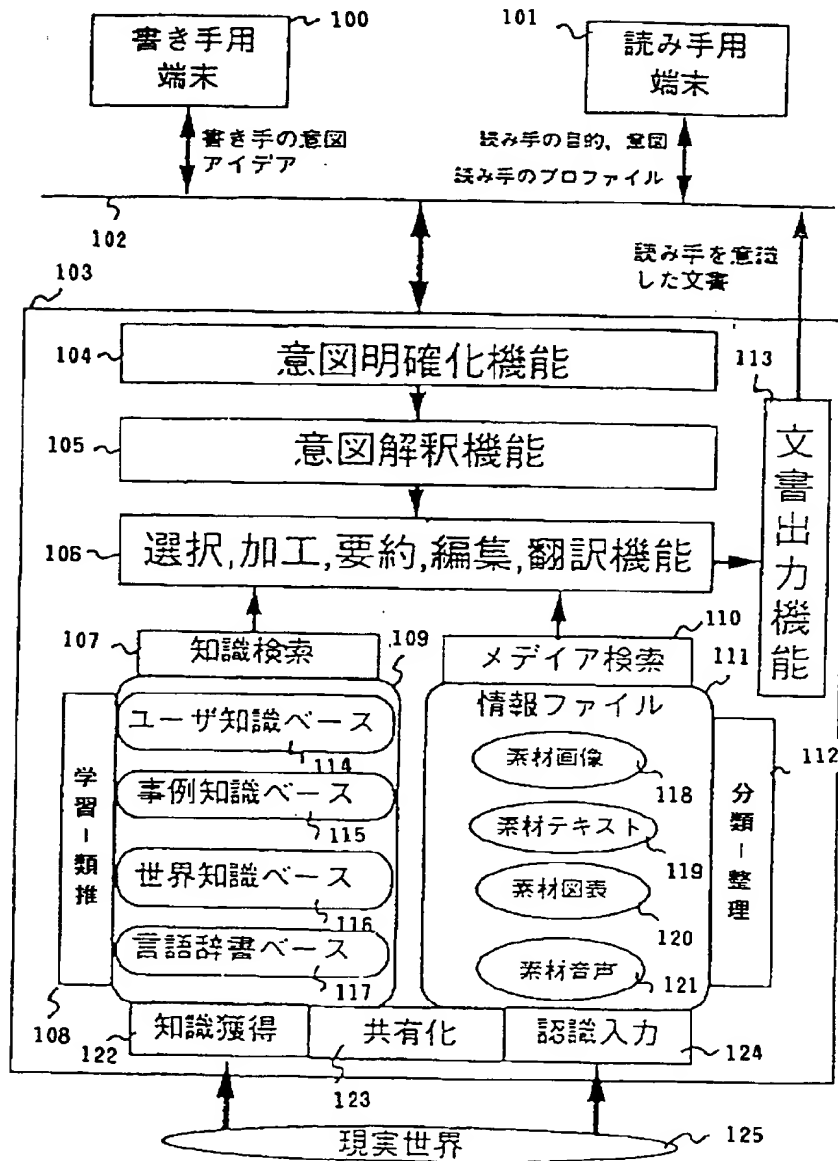 100
書き手用
端末
101
読み手用
端末
書き手の意図
アイデア
読み手の目的、意図
読み手のプロファイル
102
読み手を意識
した文書
103
104
意図明確化機能
113
文書出力機能
105
意図解釈機能
106
選択,加工,要約,編集,翻訳機能
107
知識検索
109
110
メデイア検索
111
情報ファイル
ユーザ知識ベース
114
事例知識ベース
115
世界知識ベース
116
言語辞書ベース
117
学習ー類推
108
素材画像
118
素材テキスト
119
素材図表
120
素材音声
121
112
分類ー整理
122
知識獲得
共有化
123
認識入力
124
現実世界
125